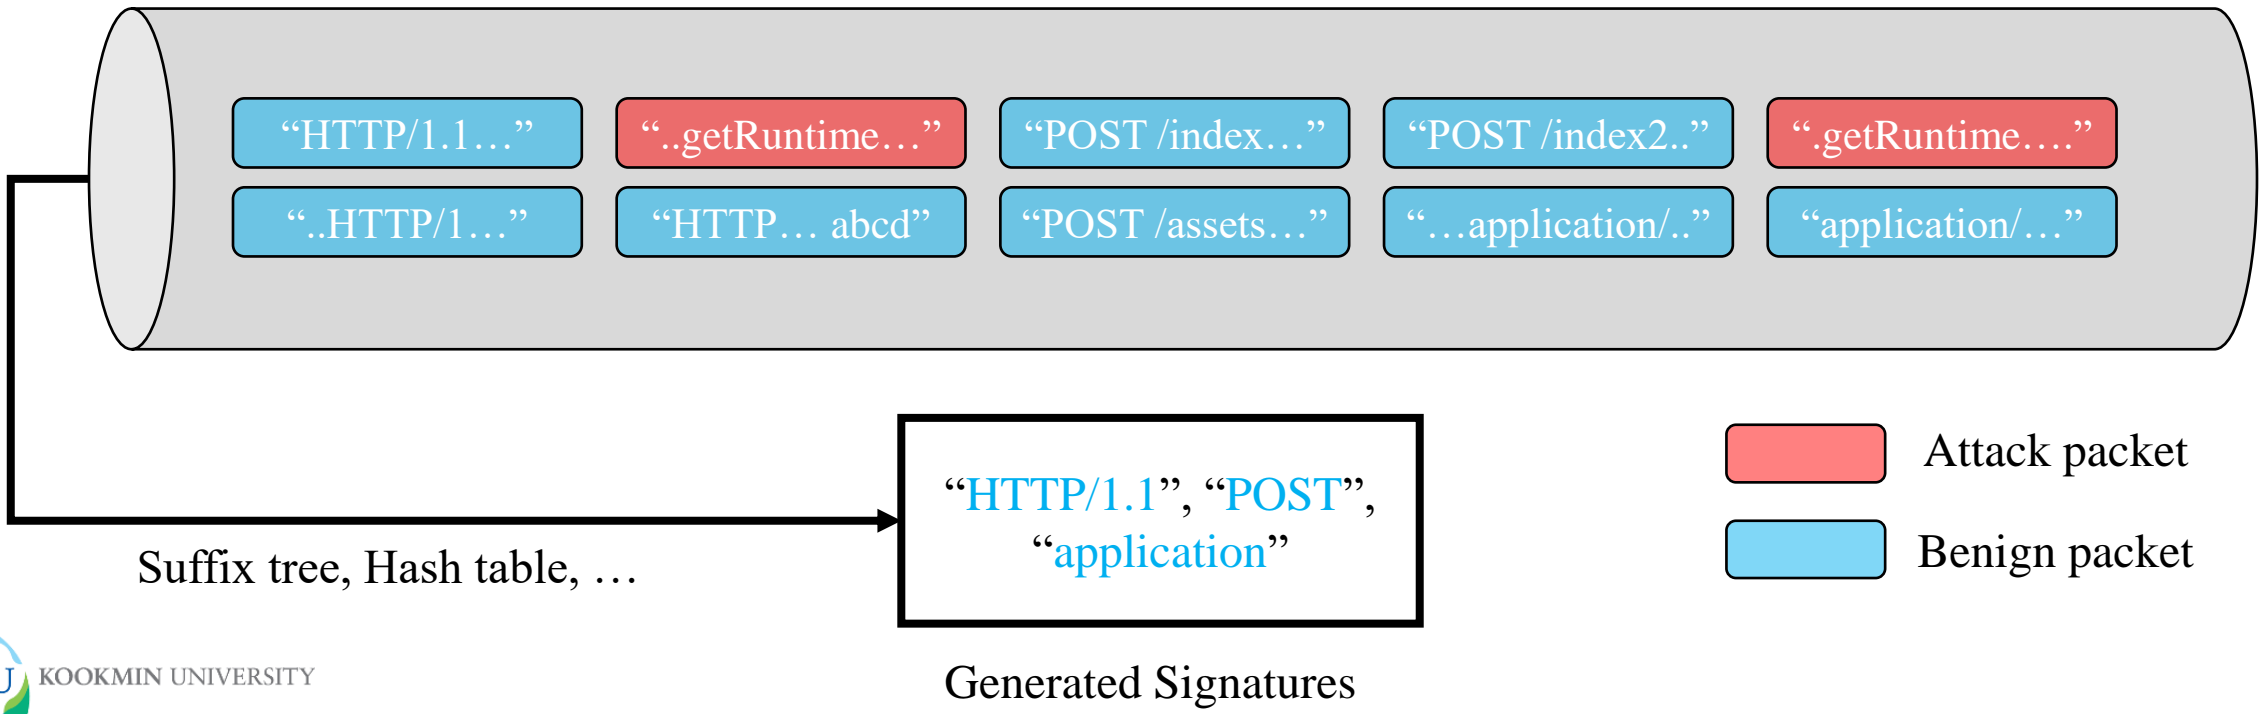 “HTTP/1.1…” “..getRuntime…” “POST /index…” “POST /index2..” “.getRuntime….”
“..HTTP/1…” “HTTP… abcd” “POST /assets…” “…application/..” “application/…”
“HTTP/1.1”, “POST”,
“application”
Attack packet
Benign packet
Suffix tree, Hash table, …
Generated Signatures
KOOKMIN UNIVERSITY